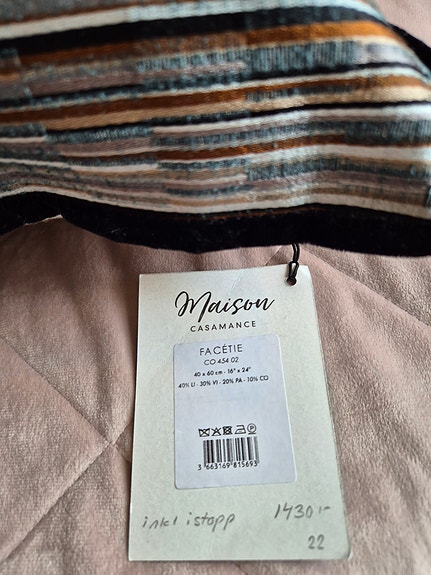 Maison
CASAMANCE
FACÉTIE
CO 454 02
40 x 60 cm - 16" x 24"
40% LI - 30% VI - 20% PA - 10% CO
3 663169 815693
inkl istopp 1430:-
22